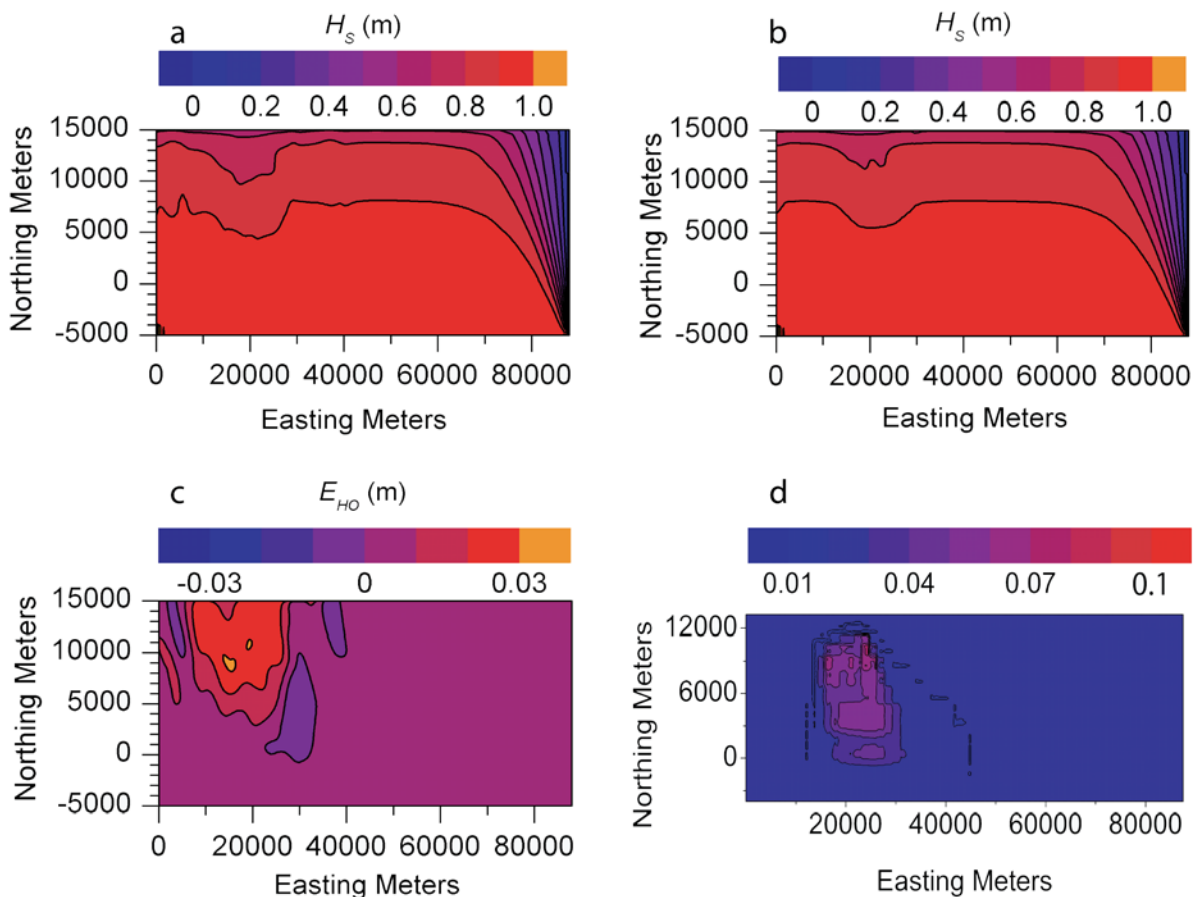 a
H_S (m)
0 0.2 0.4 0.6 0.8 1.0
15000
10000
5000
0
-5000
Northing Meters
0 20000 40000 60000 80000
Easting Meters
b
H_S (m)
0 0.2 0.4 0.6 0.8 1.0
15000
10000
5000
0
-5000
Northing Meters
0 20000 40000 60000 80000
Easting Meters
c
E_HO (m)
-0.03 0 0.03
15000
10000
5000
0
-5000
Northing Meters
0 20000 40000 60000 80000
Easting Meters
d
0.01 0.04 0.07 0.1
12000
6000
0
Northing Meters
20000 40000 60000 80000
Easting Meters